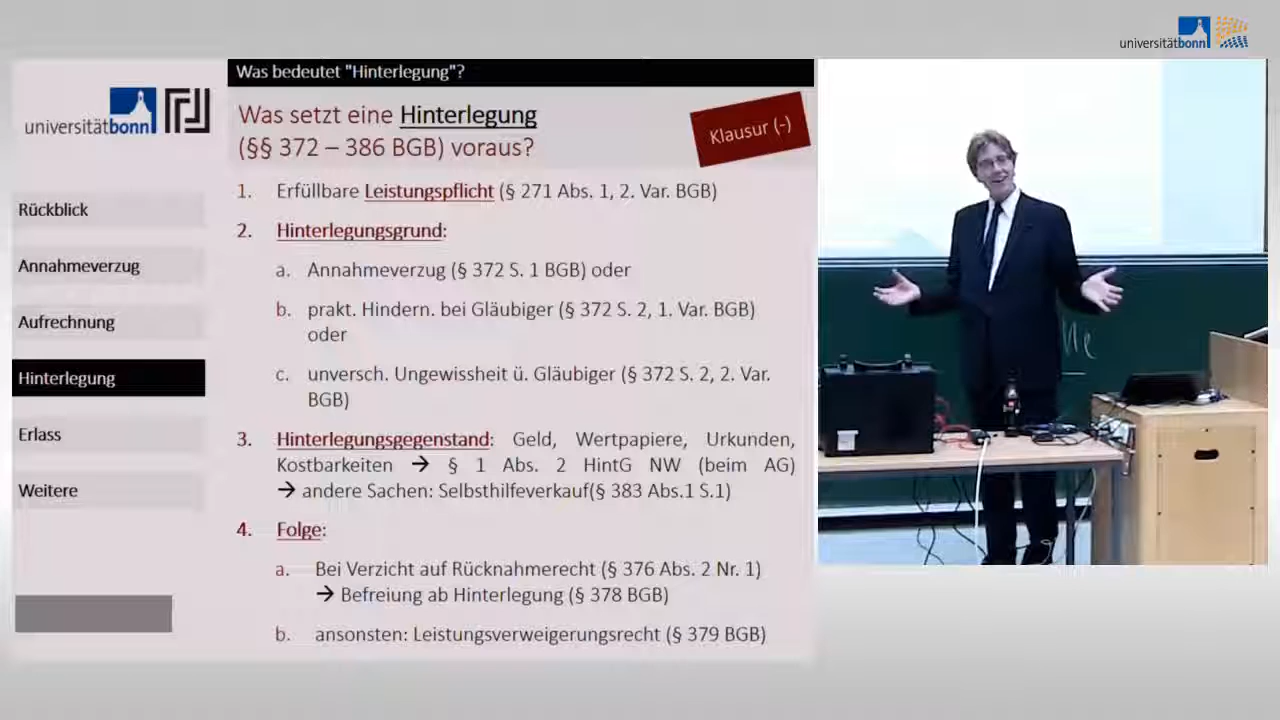 universitätbonn
Was bedeutet "Hinterlegung"?
universitätbonn
Was setzt eine Hinterlegung
(§§ 372 – 386 BGB) voraus?
Klausur (-)
Rückblick
Annahmeverzug
Aufrechnung
Hinterlegung
Erlass
Weitere
1. Erfüllbare Leistungspflicht (§ 271 Abs. 1, 2. Var. BGB)
2. Hinterlegungsgrund:
a. Annahmeverzug (§ 372 S. 1 BGB) oder
b. prakt. Hindern. bei Gläubiger (§ 372 S. 2, 1. Var. BGB)
oder
c. unversch. Ungewissheit ü. Gläubiger (§ 372 S. 2, 2. Var.
BGB)
3. Hinterlegungsgegenstand: Geld, Wertpapiere, Urkunden,
Kostbarkeiten → § 1 Abs. 2 HintG NW (beim AG)
→ andere Sachen: Selbsthilfeverkauf(§ 383 Abs.1 S.1)
4. Folge:
a. Bei Verzicht auf Rücknahmerecht (§ 376 Abs. 2 Nr. 1)
→ Befreiung ab Hinterlegung (§ 378 BGB)
b. ansonsten: Leistungsverweigerungsrecht (§ 379 BGB)